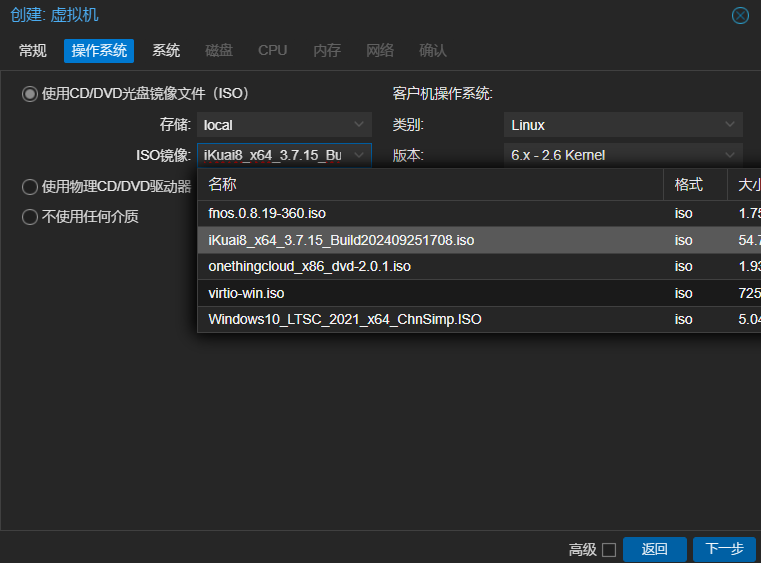 创建: 虚拟机
常规 操作系统 系统 磁盘 CPU 内存 网络 确认
使用CD/DVD光盘镜像文件（ISO） 客户机操作系统:
存储: local 类别: Linux
ISO镜像: iKuai8_x64_3.7.15_Bu 版本: 6.x - 2.6 Kernel
使用物理CD/DVD驱动器 名称 格式 大小
不使用任何介质 fnos.0.8.19-360.iso iso 1.75
iKuai8_x64_3.7.15_Build202409251708.iso iso 54.7
onethingcloud_x86_dvd-2.0.1.iso iso 1.93
virtio-win.iso iso 725
Windows10_LTSC_2021_x64_ChnSimp.ISO iso 5.04
高级 返回 下一步